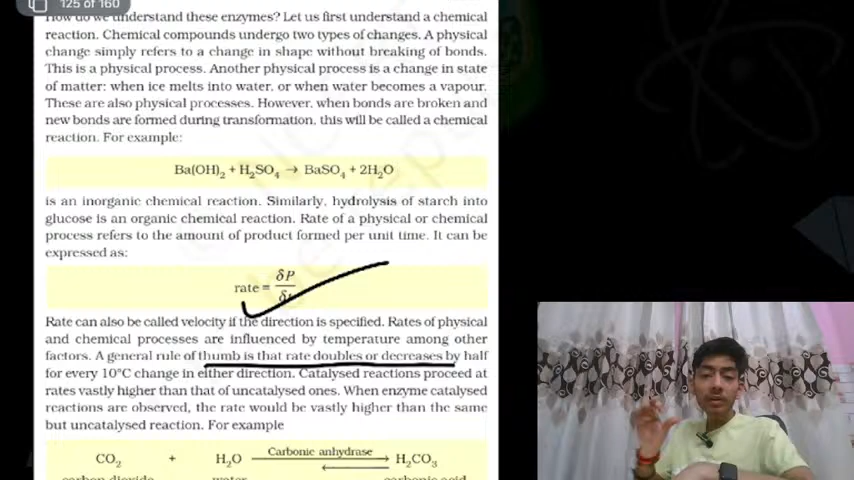 125 of 160
How do we understand these enzymes? Let us first understand a chemical
reaction. Chemical compounds undergo two types of changes. A physical
change simply refers to a change in shape without breaking of bonds.
This is a physical process. Another physical process is a change in state
of matter: when ice melts into water, or when water becomes a vapour.
These are also physical processes. However, when bonds are broken and
new bonds are formed during transformation, this will be called a chemical
reaction. For example:
Ba(OH)₂ + H₂SO₄ → BaSO₄ + 2H₂O
is an inorganic chemical reaction. Similarly, hydrolysis of starch into
glucose is an organic chemical reaction. Rate of a physical or chemical
process refers to the amount of product formed per unit time. It can be
expressed as:
rate = δP / δt
Rate can also be called velocity if the direction is specified. Rates of physical
and chemical processes are influenced by temperature among other
factors. A general rule of thumb is that rate doubles or decreases by half
for every 10°C change in either direction. Catalysed reactions proceed at
rates vastly higher than that of uncatalysed ones. When enzyme catalysed
reactions are observed, the rate would be vastly higher than the same
but uncatalysed reaction. For example
Carbonic anhydrase
CO₂ + H₂O ⟶ H₂CO₃
carbon dioxide water carbonic acid